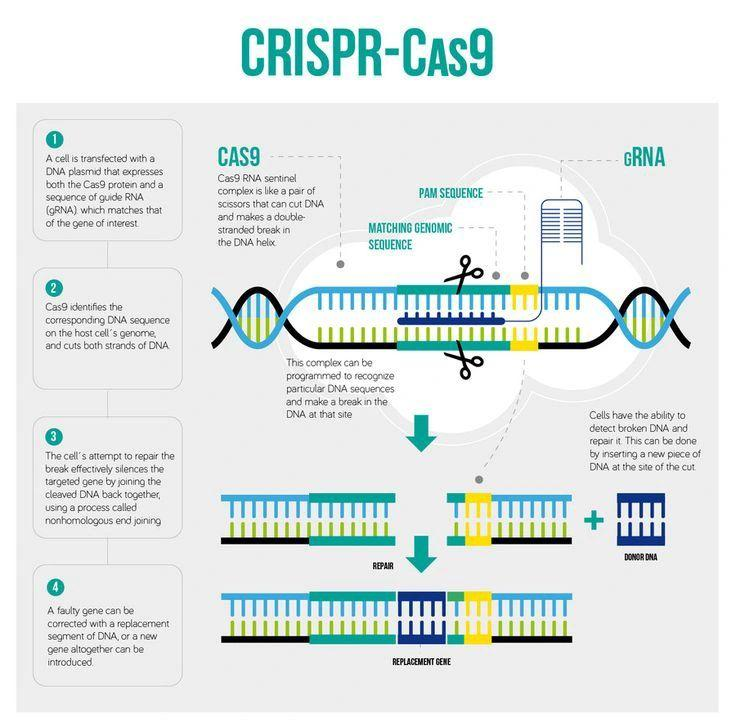 CRISPR-CAS9
1
A cell is transfected with a
DNA plasmid that expresses
both the Cas9 protein and a
sequence of guide RNA
(gRNA). which matches that
of the gene of interest.
2
Cas9 identifies the
corresponding DNA sequence
on the host cell´s genome,
and cuts both strands of DNA.
3
The cell´s attempt to repair the
break effectively silences the
targeted gene by joining the
cleaved DNA back together,
using a process called
nonhomologous end joining
4
A faulty gene can be
corrected with a replacement
segment of DNA, or a new
gene altogether can be
introduced.
CAS9
Cas9 RNA sentinel
complex is like a pair of
scissors that can cut DNA
and makes a double-
stranded break in
the DNA helix.
PAM SEQUENCE
MATCHING GENOMIC
SEQUENCE
GRNA
This complex can be
programmed to recognize
particular DNA sequences
and make a break in the
DNA at that site
Cells have the ability to
detect broken DNA and
repair it. This can be done
by inserting a new piece of
DNA at the site of the cut.
+
DONOR DNA
REPAIR
REPLACEMENT GENE